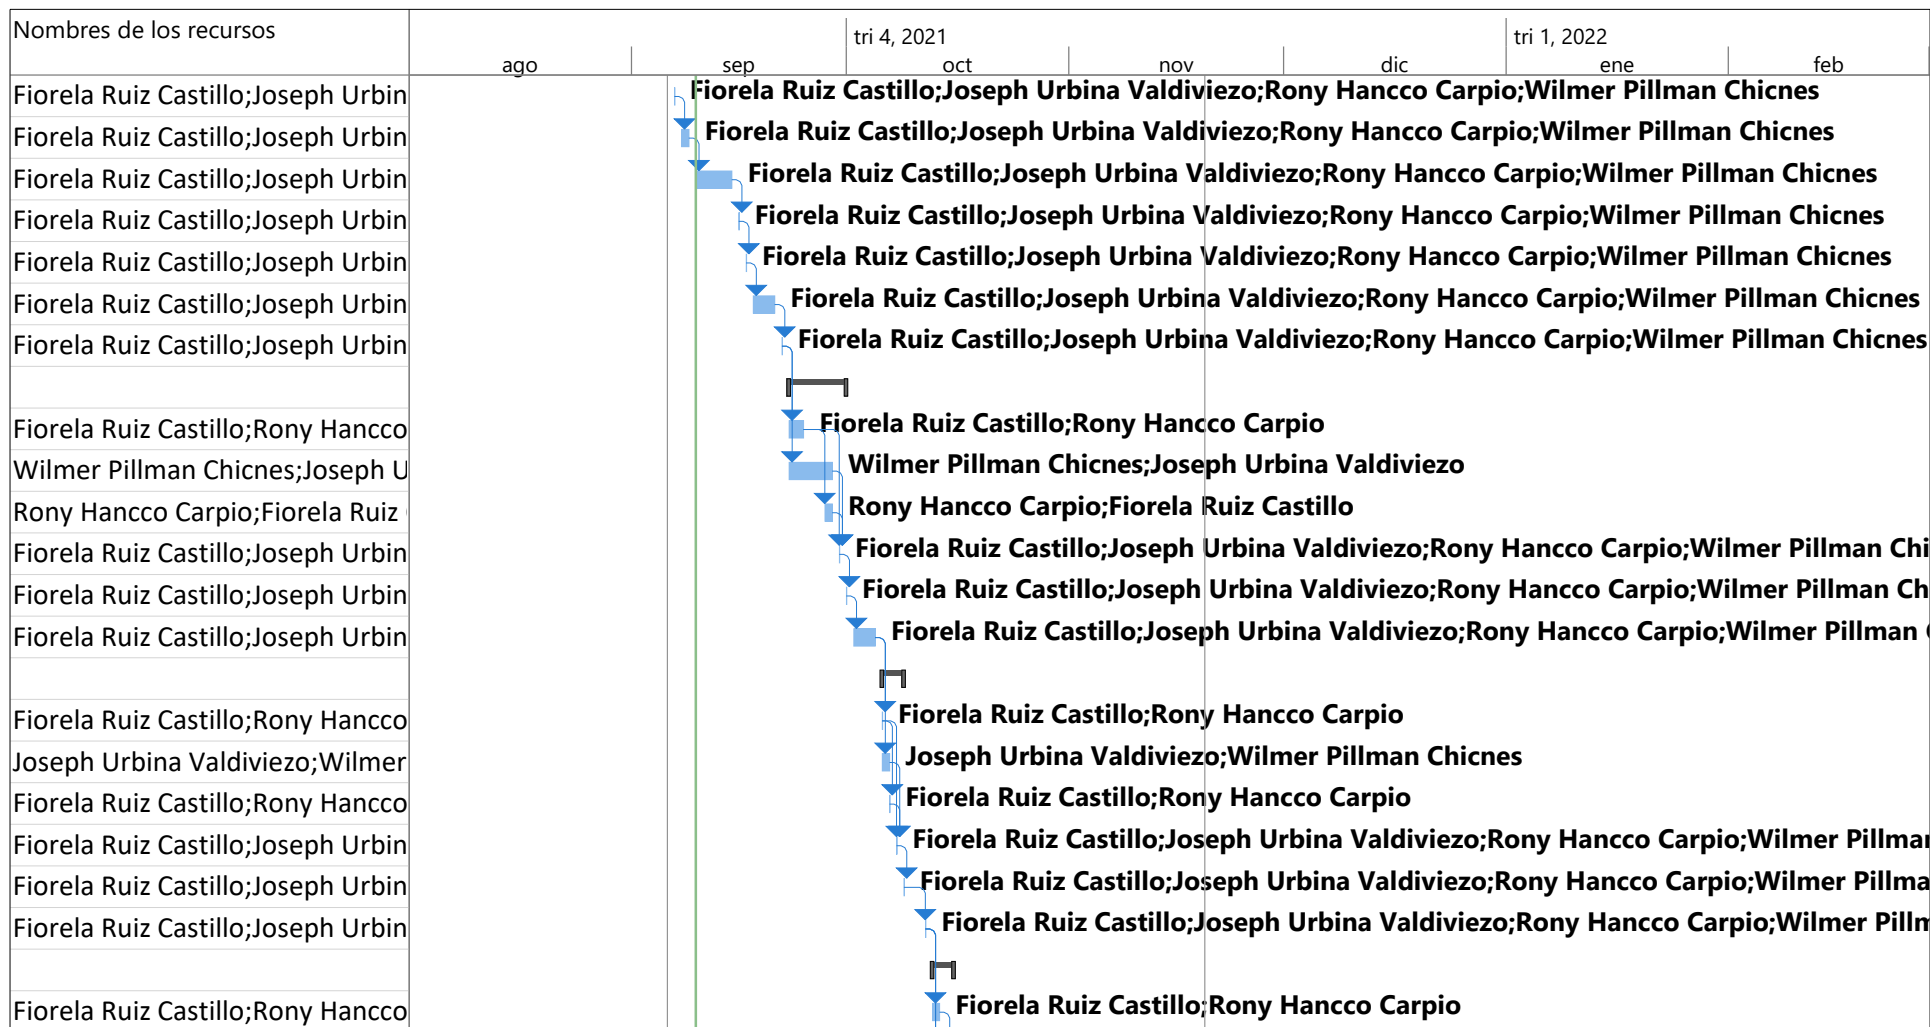 Nombres de los recursos
tri 4, 2021 tri 1, 2022
ago sep oct nov dic ene feb
Fiorela Ruiz Castillo;Joseph Urbin Fiorela Ruiz Castillo;Joseph Urbina Valdiviezo;Rony Hancco Carpio;Wilmer Pillman Chicnes
Fiorela Ruiz Castillo;Joseph Urbin Fiorela Ruiz Castillo;Joseph Urbina Valdiviezo;Rony Hancco Carpio;Wilmer Pillman Chicnes
Fiorela Ruiz Castillo;Joseph Urbin Fiorela Ruiz Castillo;Joseph Urbina Valdiviezo;Rony Hancco Carpio;Wilmer Pillman Chicnes
Fiorela Ruiz Castillo;Joseph Urbin Fiorela Ruiz Castillo;Joseph Urbina Valdiviezo;Rony Hancco Carpio;Wilmer Pillman Chicnes
Fiorela Ruiz Castillo;Joseph Urbin Fiorela Ruiz Castillo;Joseph Urbina Valdiviezo;Rony Hancco Carpio;Wilmer Pillman Chicnes
Fiorela Ruiz Castillo;Joseph Urbin Fiorela Ruiz Castillo;Joseph Urbina Valdiviezo;Rony Hancco Carpio;Wilmer Pillman Chicnes
Fiorela Ruiz Castillo;Joseph Urbin Fiorela Ruiz Castillo;Joseph Urbina Valdiviezo;Rony Hancco Carpio;Wilmer Pillman Chicnes
Fiorela Ruiz Castillo;Rony Hancco Fiorela Ruiz Castillo;Rony Hancco Carpio
Wilmer Pillman Chicnes;Joseph U Wilmer Pillman Chicnes;Joseph Urbina Valdiviezo
Rony Hancco Carpio;Fiorela Ruiz Rony Hancco Carpio;Fiorela Ruiz Castillo
Fiorela Ruiz Castillo;Joseph Urbin Fiorela Ruiz Castillo;Joseph Urbina Valdiviezo;Rony Hancco Carpio;Wilmer Pillman Chi
Fiorela Ruiz Castillo;Joseph Urbin Fiorela Ruiz Castillo;Joseph Urbina Valdiviezo;Rony Hancco Carpio;Wilmer Pillman Ch
Fiorela Ruiz Castillo;Joseph Urbin Fiorela Ruiz Castillo;Joseph Urbina Valdiviezo;Rony Hancco Carpio;Wilmer Pillman
Fiorela Ruiz Castillo;Rony Hancco Fiorela Ruiz Castillo;Rony Hancco Carpio
Joseph Urbina Valdiviezo;Wilmer Joseph Urbina Valdiviezo;Wilmer Pillman Chicnes
Fiorela Ruiz Castillo;Rony Hancco Fiorela Ruiz Castillo;Rony Hancco Carpio
Fiorela Ruiz Castillo;Joseph Urbin Fiorela Ruiz Castillo;Joseph Urbina Valdiviezo;Rony Hancco Carpio;Wilmer Pillman
Fiorela Ruiz Castillo;Joseph Urbin Fiorela Ruiz Castillo;Joseph Urbina Valdiviezo;Rony Hancco Carpio;Wilmer Pillma
Fiorela Ruiz Castillo;Joseph Urbin Fiorela Ruiz Castillo;Joseph Urbina Valdiviezo;Rony Hancco Carpio;Wilmer Pillm
Fiorela Ruiz Castillo;Rony Hancco Fiorela Ruiz Castillo;Rony Hancco Carpio